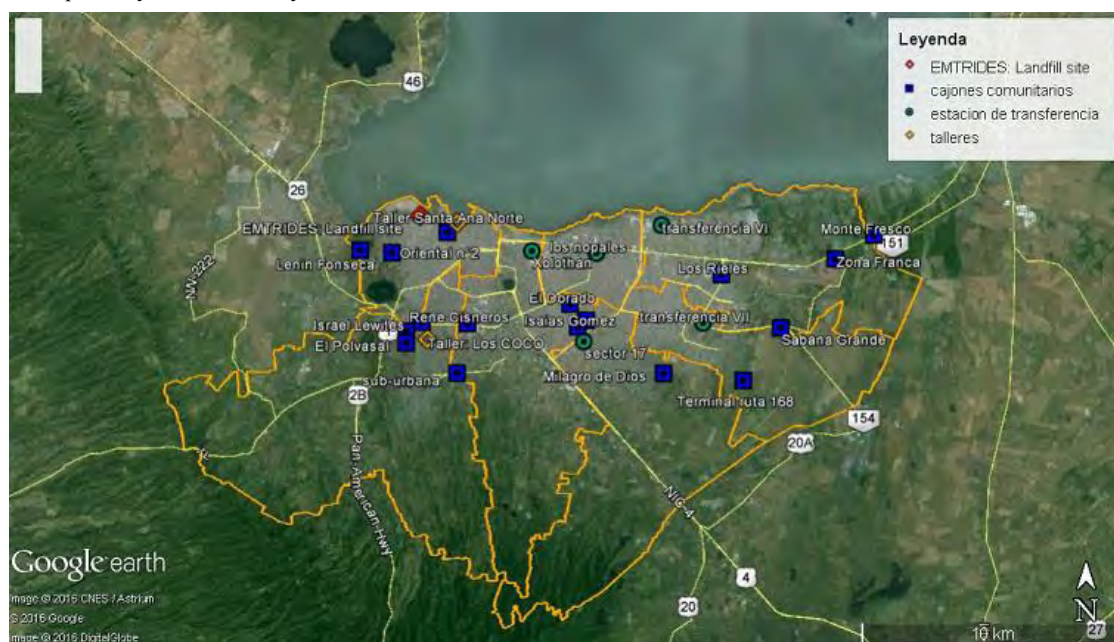 Leyenda
EMTRIDES: Landfill site
cajones comunitarios
estacion de transferencia
talleres
46
26
NN-222
Taller Santa Ana Norte
EMTRIDES: Landfill site
Oriental n-2
Lenin Fonseca
los nopales
Xolothan
transferencia VI
Monte Fresco
151
Zona Franca
Los Rieles
El Dorado
Israel Lewites
Rene Cisneros
Isaias Gomez
transferencia VII
El Polvasal
Taller- Los COCO
sector 17
Sabana Grande
sub-urbana
Milagro de Dios
Terminal ruta 168
2B
154
20A
Pan-American-Hwy
NIC-4
4
20
27
Google earth
Image © 2016 CNES / Astrium
© 2016 Google
Image © 2016 DigitalGlobe
N
10 km